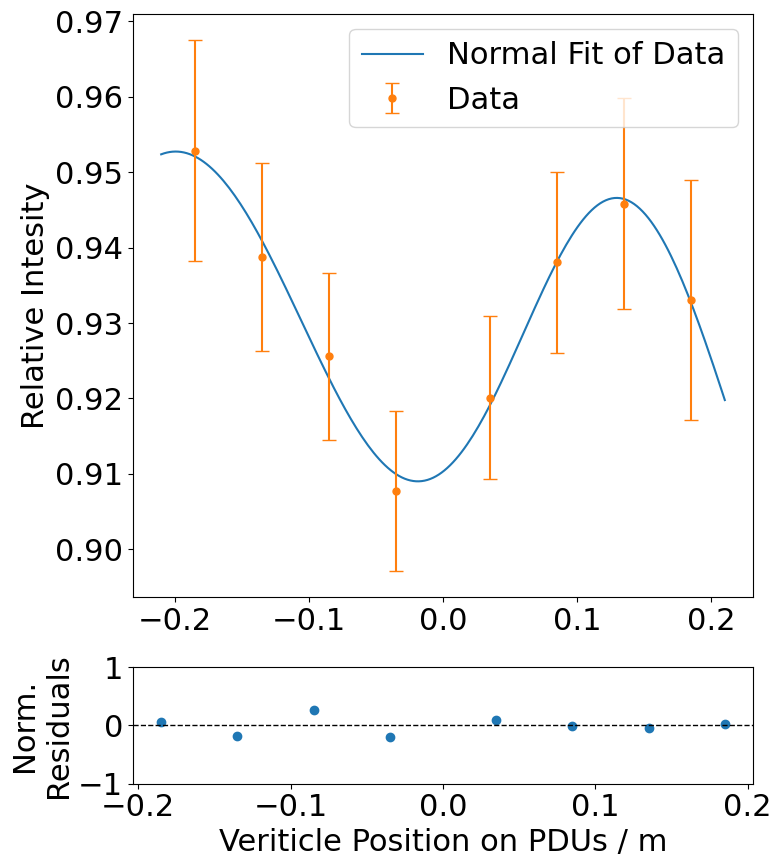 0.97
0.96
0.95
0.94
0.93
0.92
0.91
0.90
Relative Intesity
Normal Fit of Data
Data
−0.2 −0.1 0.0 0.1 0.2
1
0
−1
Norm.
Residuals
−0.2 −0.1 0.0 0.1 0.2
Veriticle Position on PDUs / m